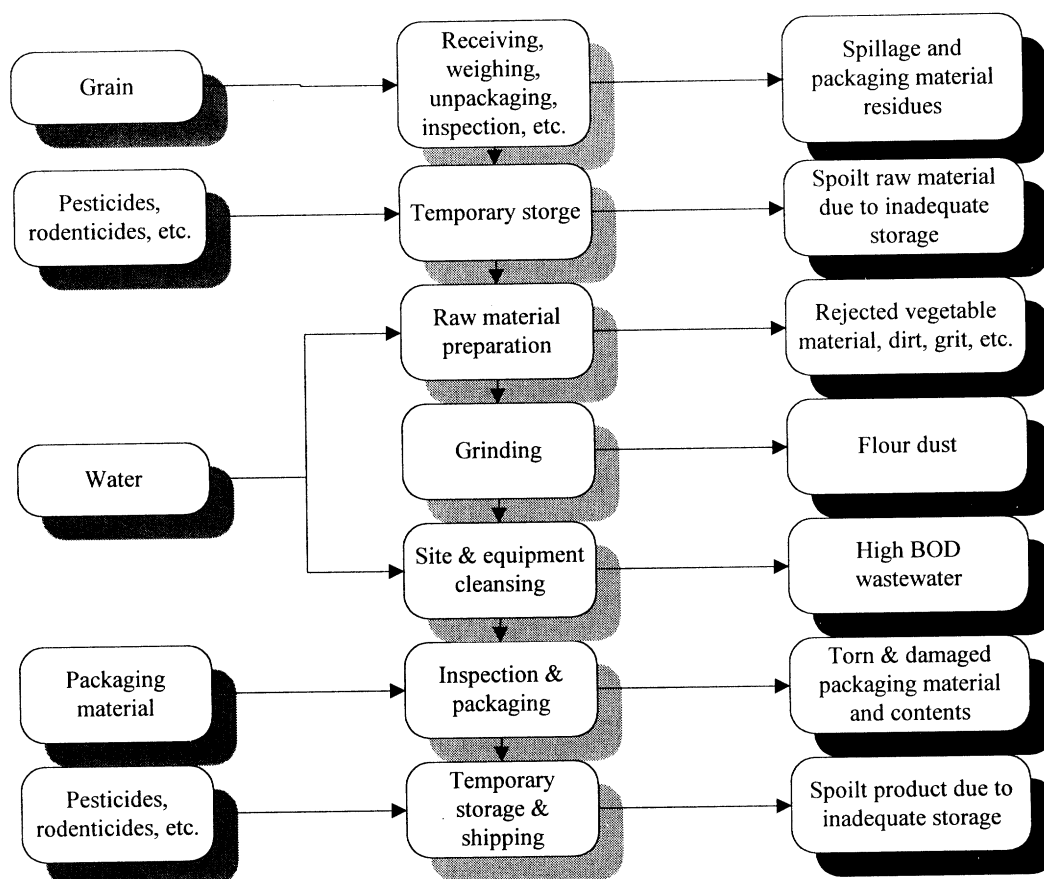 Grain
Receiving,
weighing,
unpackaging,
inspection, etc.
Spillage and
packaging material
residues
Pesticides,
rodenticides, etc.
Temporary storge
Spoilt raw material
due to inadequate
storage
Raw material
preparation
Rejected vegetable
material, dirt, grit, etc.
Water
Grinding
Flour dust
Site & equipment
cleansing
High BOD
wastewater
Packaging
material
Inspection &
packaging
Torn & damaged
packaging material
and contents
Pesticides,
rodenticides, etc.
Temporary
storage &
shipping
Spoilt product due to
inadequate storage